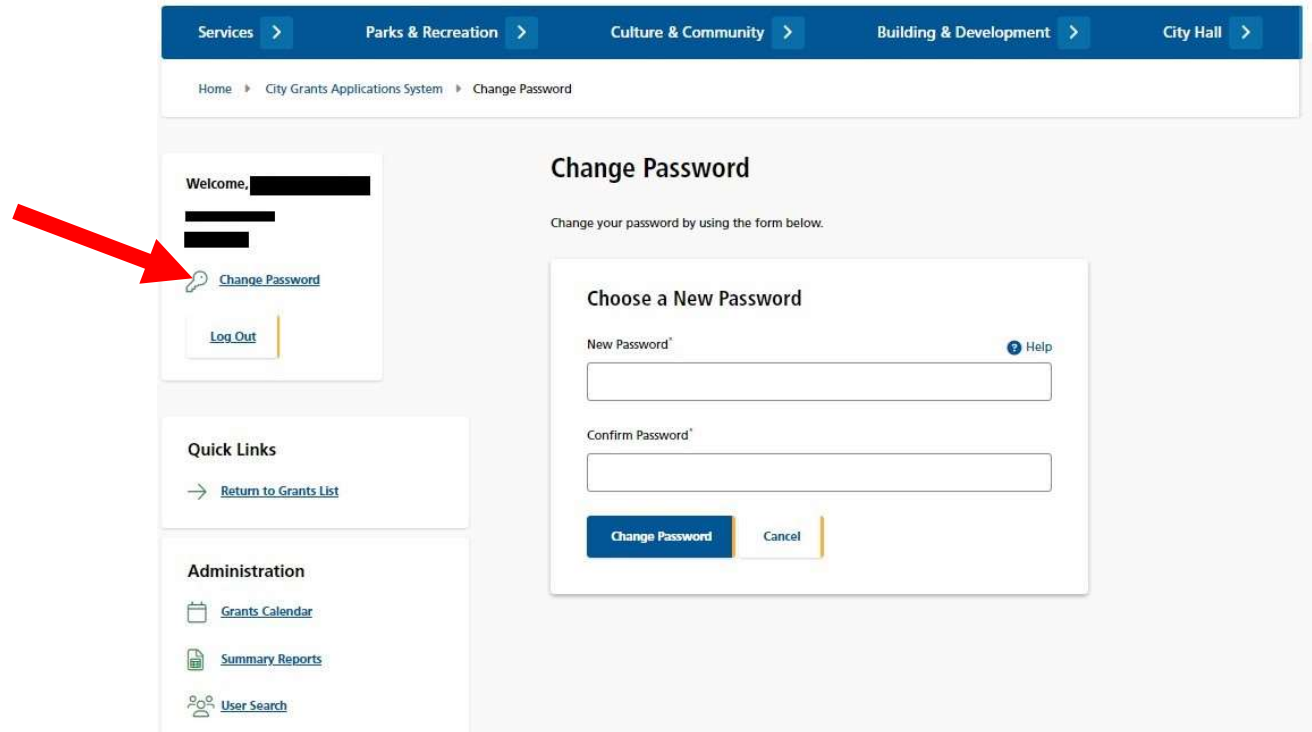 Services Parks & Recreation Culture & Community Building & Development City Hall
Home City Grants Applications System Change Password
Welcome,
Change Password
Log Out
Quick Links
Return to Grants List
Administration
Grants Calendar
Summary Reports
User Search
Change Password
Change your password by using the form below.
Choose a New Password
New Password* ? Help
Confirm Password*
Change Password Cancel